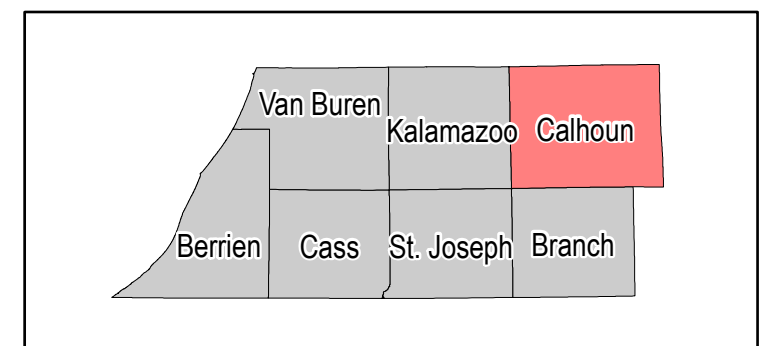 Van Buren
Kalamazoo
Calhoun
Berrien
Cass
St. Joseph
Branch